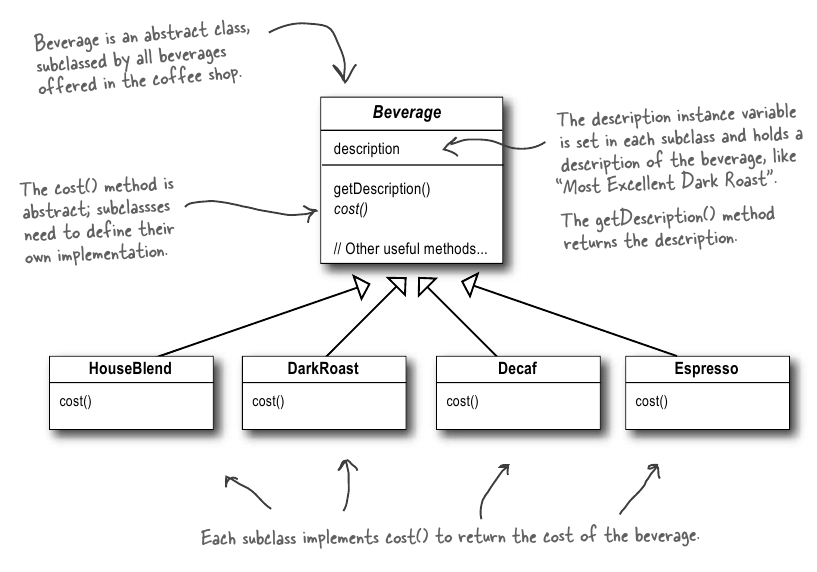 Beverage is an abstract class,
subclassed by all beverages
offered in the coffee shop.
Beverage
description
getDescription()
cost()
// Other useful methods...
The description instance variable
is set in each subclass and holds a
description of the beverage, like
“Most Excellent Dark Roast”.
The getDescription() method
returns the description.
The cost() method is
abstract; subclassses
need to define their
own implementation.
HouseBlend
cost()
DarkRoast
cost()
Decaf
cost()
Espresso
cost()
Each subclass implements cost() to return the cost of the beverage.